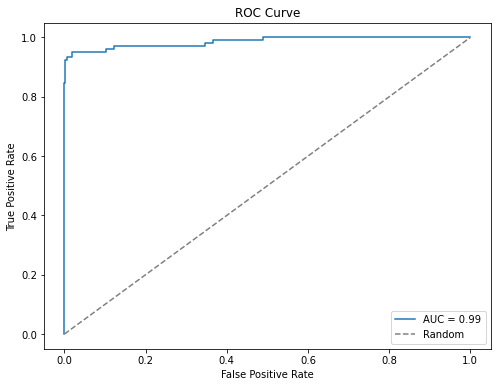 ROC Curve
True Positive Rate
1.0
0.8
0.6
0.4
0.2
0.0
0.0 0.2 0.4 0.6 0.8 1.0
False Positive Rate
AUC = 0.99
Random